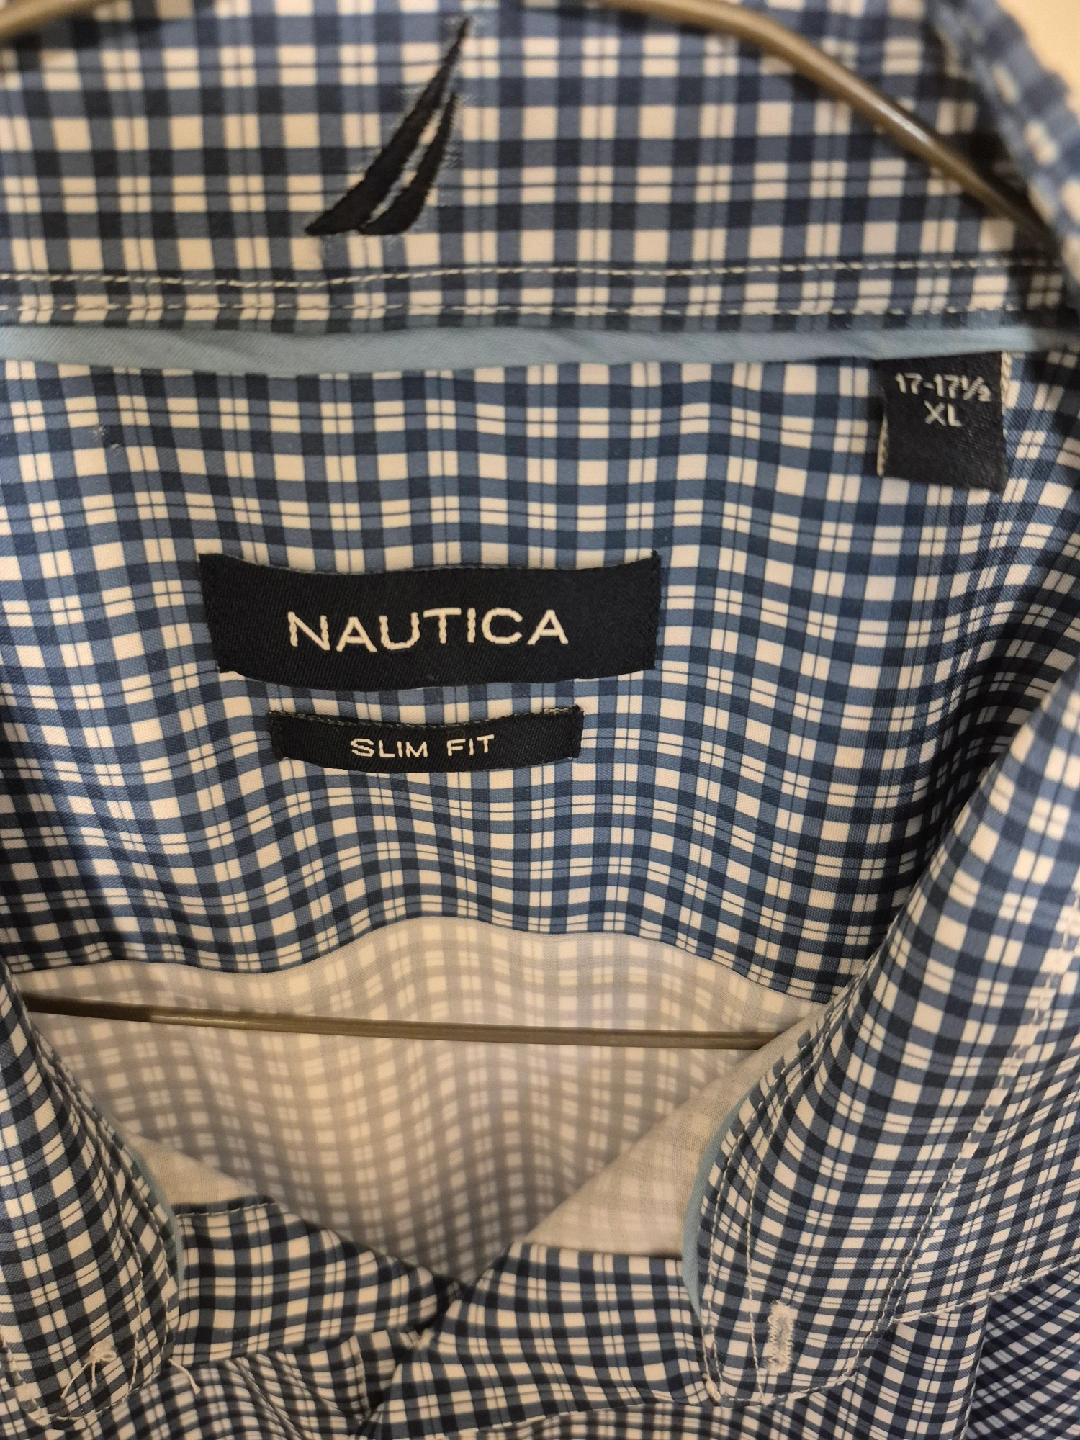 17-17½
XL
NAUTICA
SLIM FIT